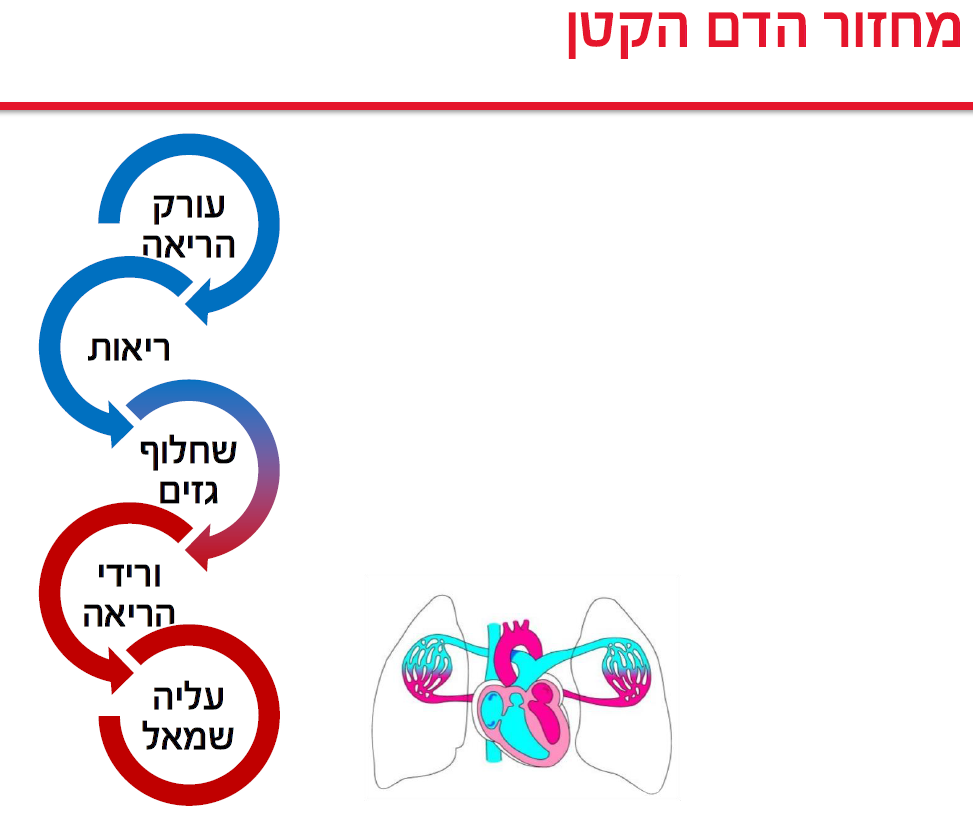 מחזור הדם הקטן
עורק
הריאה
ריאות
שחלוף
גזים
ורידי
הריאה
עליה
שמאל